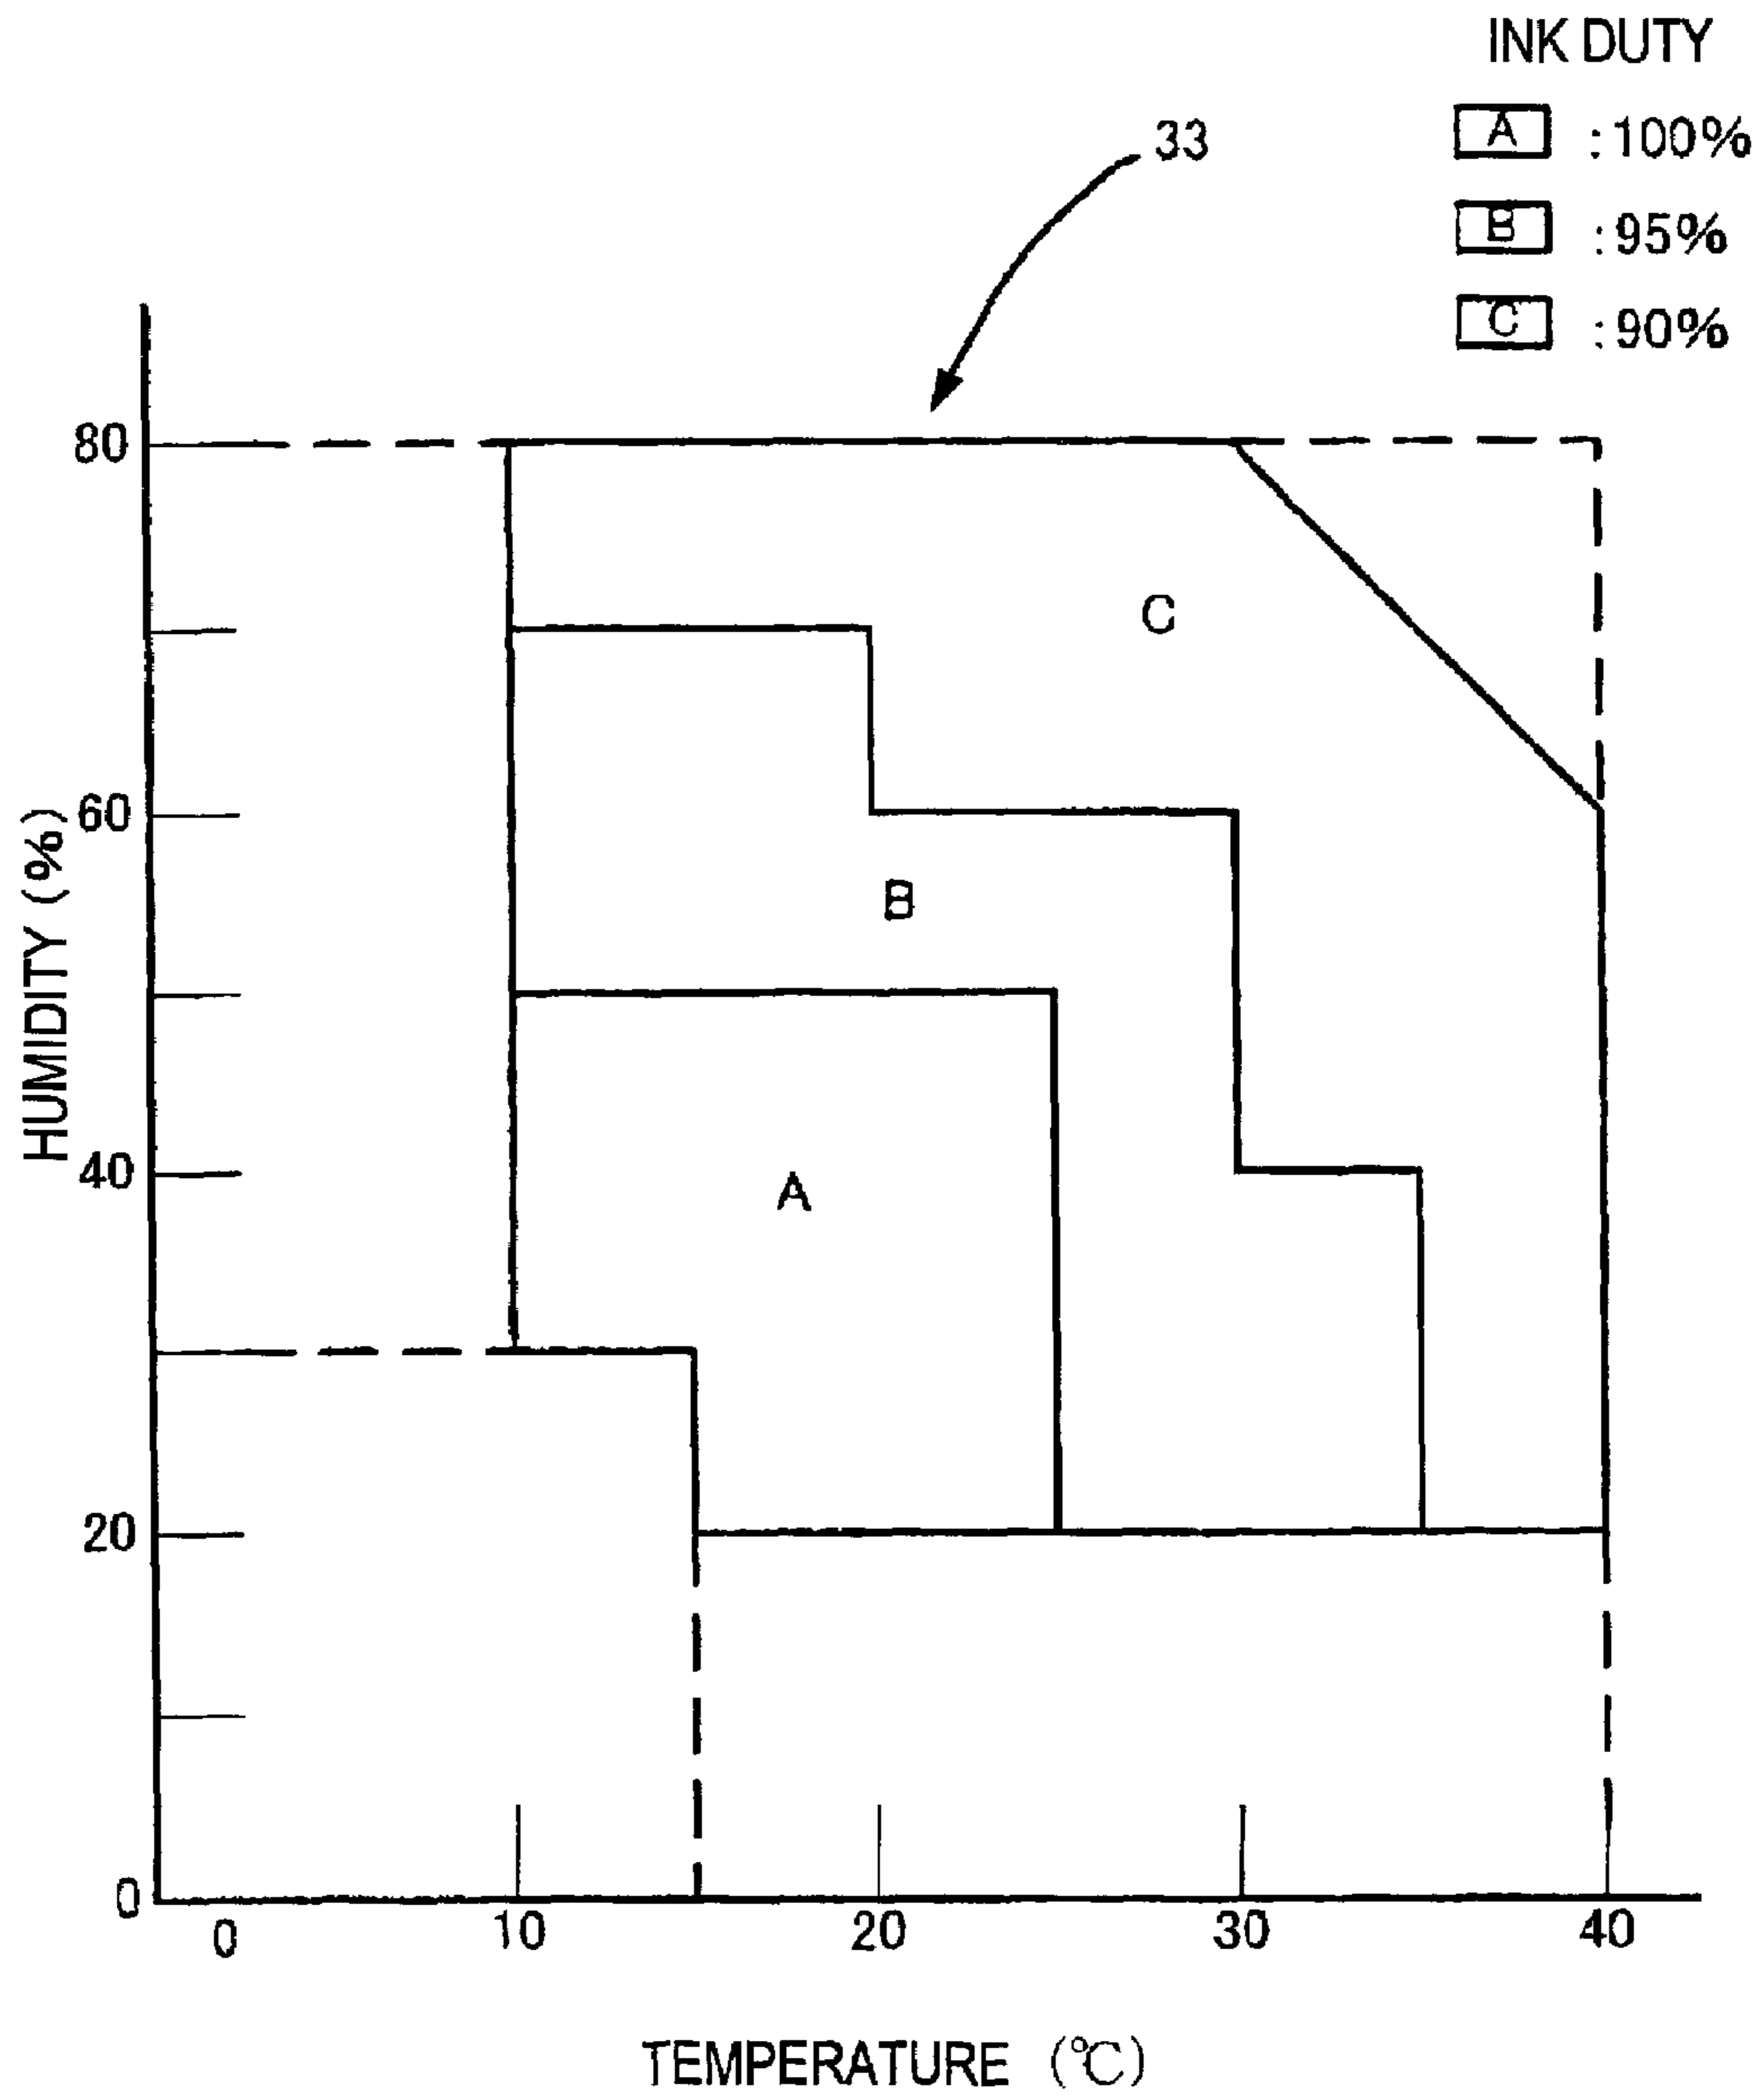 INK DUTY
A :100%
B :95%
C :90%
33
80
60
40
20
0
HUMIDITY (%)
C
B
A
0 10 20 30 40
TEMPERATURE (℃)